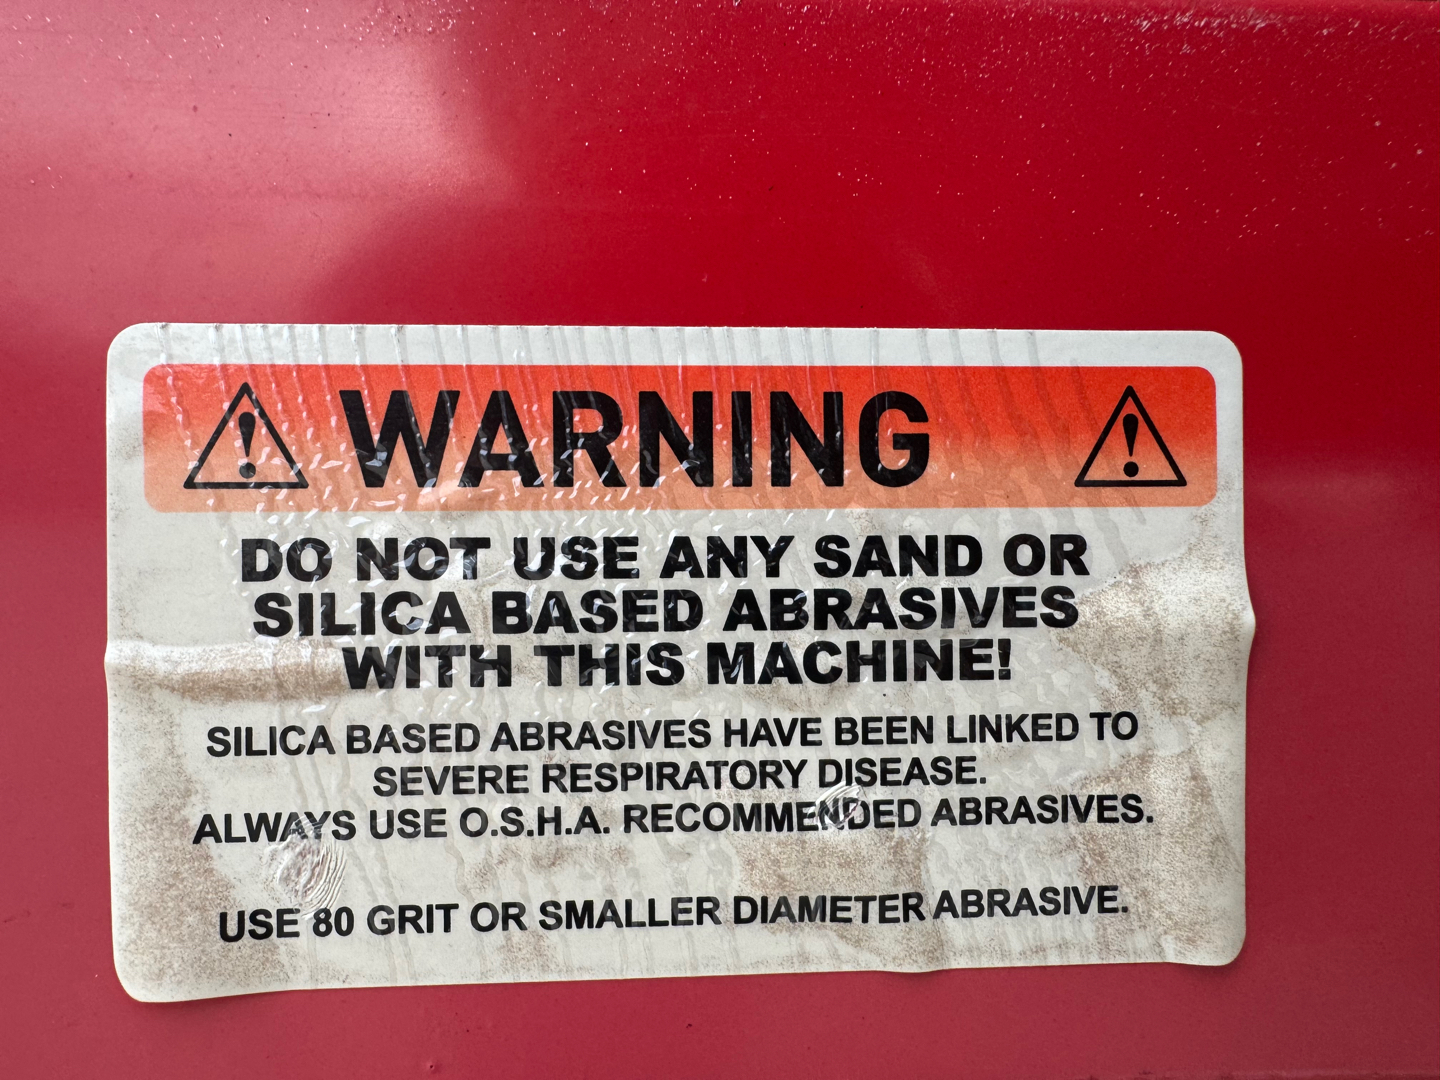 WARNING
DO NOT USE ANY SAND OR
SILICA BASED ABRASIVES
WITH THIS MACHINE!
SILICA BASED ABRASIVES HAVE BEEN LINKED TO
SEVERE RESPIRATORY DISEASE.
ALWAYS USE O.S.H.A. RECOMMENDED ABRASIVES.
USE 80 GRIT OR SMALLER DIAMETER ABRASIVE.